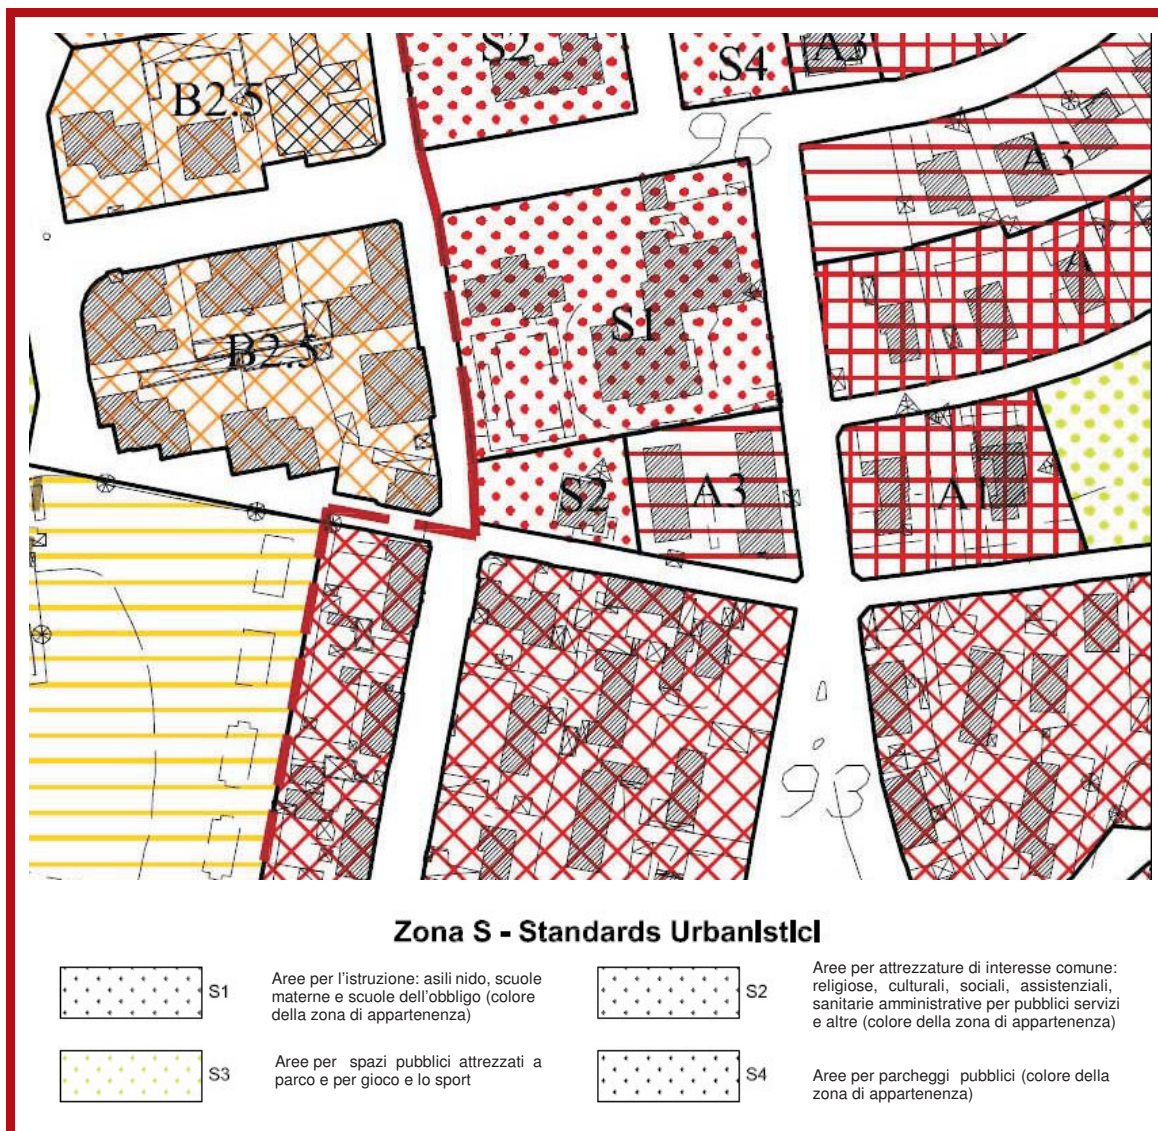 S2
S4
A3
B2.5
95
A3
A
S1
B2.5
S2
A3
A1
93
Zona S - Standards Urbanistici
S1
Aree per l'istruzione: asili nido, scuole
materne e scuole dell'obbligo (colore
della zona di appartenenza)
S2
Aree per attrezzature di interesse comune:
religiose, culturali, sociali, assistenziali,
sanitarie amministrative per pubblici servizi
e altre (colore della zona di appartenenza)
S3
Aree per spazi pubblici attrezzati a
parco e per gioco e lo sport
S4
Aree per parcheggi pubblici (colore della
zona di appartenenza)